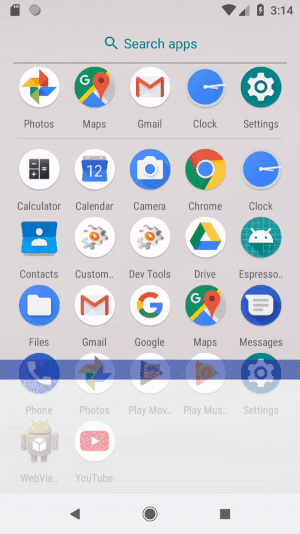 3:14
Search apps
Photos Maps Gmail Clock Settings
Calculator Calendar Camera Chrome Clock
12
Contacts Custom.. Dev Tools Drive Espresso..
Files Gmail Google Maps Messages
Phone Photos Play Mov.. Play Mus.. Settings
WebVie.. YouTube